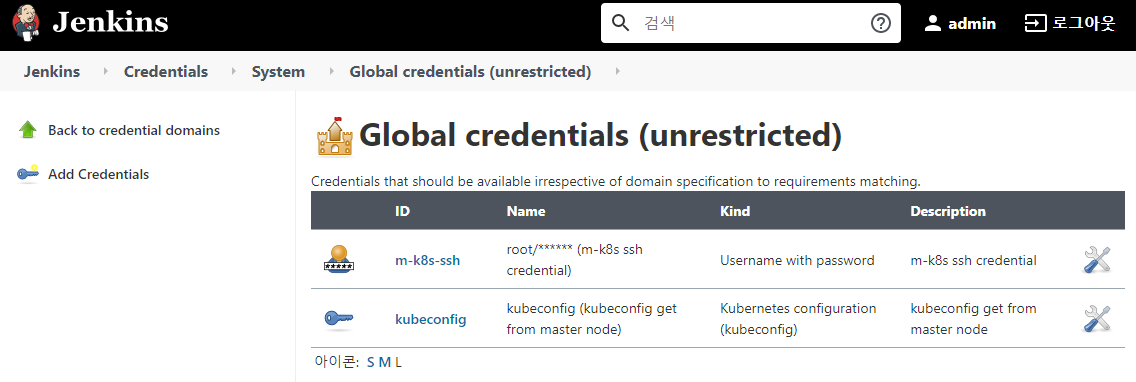 Jenkins
검색
admin
로그아웃
Jenkins Credentials System Global credentials (unrestricted)
Back to credential domains
Add Credentials
Global credentials (unrestricted)
Credentials that should be available irrespective of domain specification to requirements matching.
ID Name Kind Description
m-k8s-ssh
root/****** (m-k8s ssh
credential)
Username with password
m-k8s ssh credential
kubeconfig
kubeconfig (kubeconfig get
from master node)
Kubernetes configuration
(kubeconfig)
kubeconfig get from
master node
아이콘: S M L